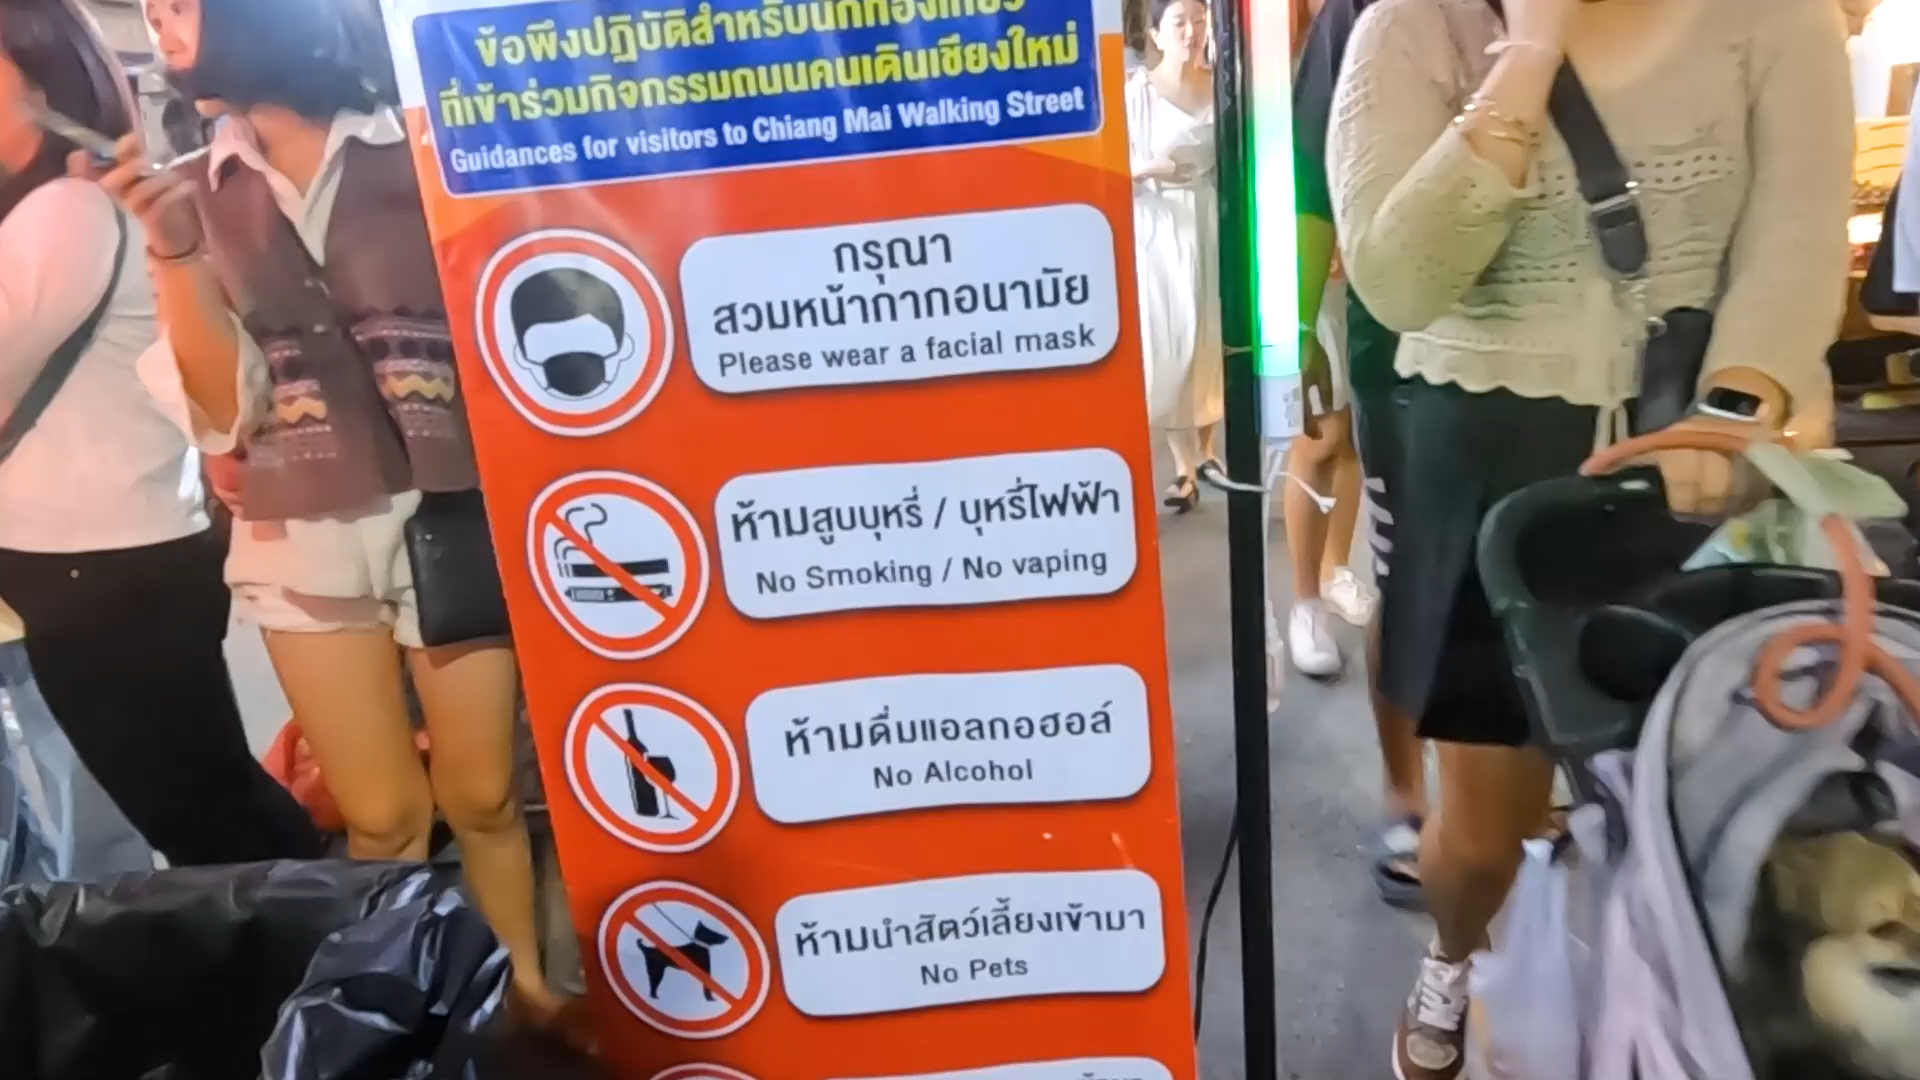 ข้อพึงปฏิบัติสำหรับนักท่องเที่ยว
ที่เข้าร่วมกิจกรรมถนนคนเดินเชียงใหม่
Guidances for visitors to Chiang Mai Walking Street
กรุณา
สวมหน้ากากอนามัย
Please wear a facial mask
ห้ามสูบบุหรี่ / บุหรี่ไฟฟ้า
No Smoking / No vaping
ห้ามดื่มแอลกอฮอล์
No Alcohol
ห้ามนำสัตว์เลี้ยงเข้ามา
No Pets